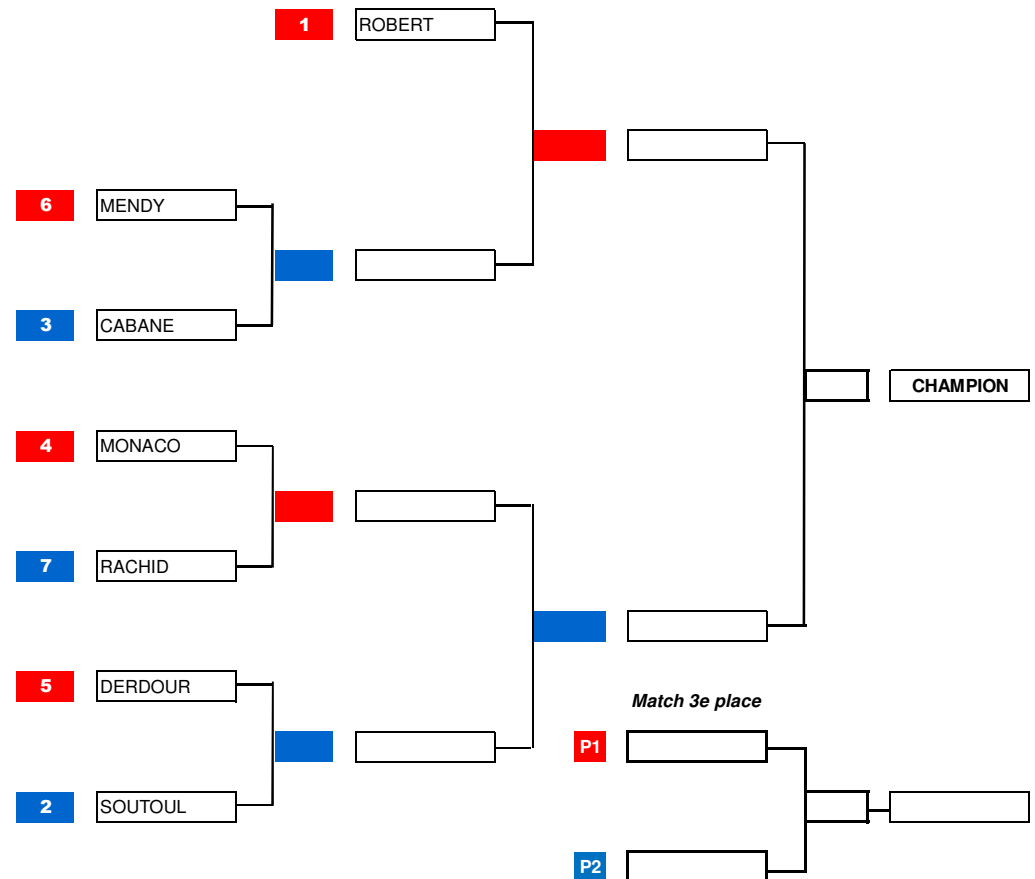 1 ROBERT
6 MENDY
3 CABANE
CHAMPION
4 MONACO
7 RACHID
5 DERDOUR
Match 3e place
P1
2 SOUTOUL
P2